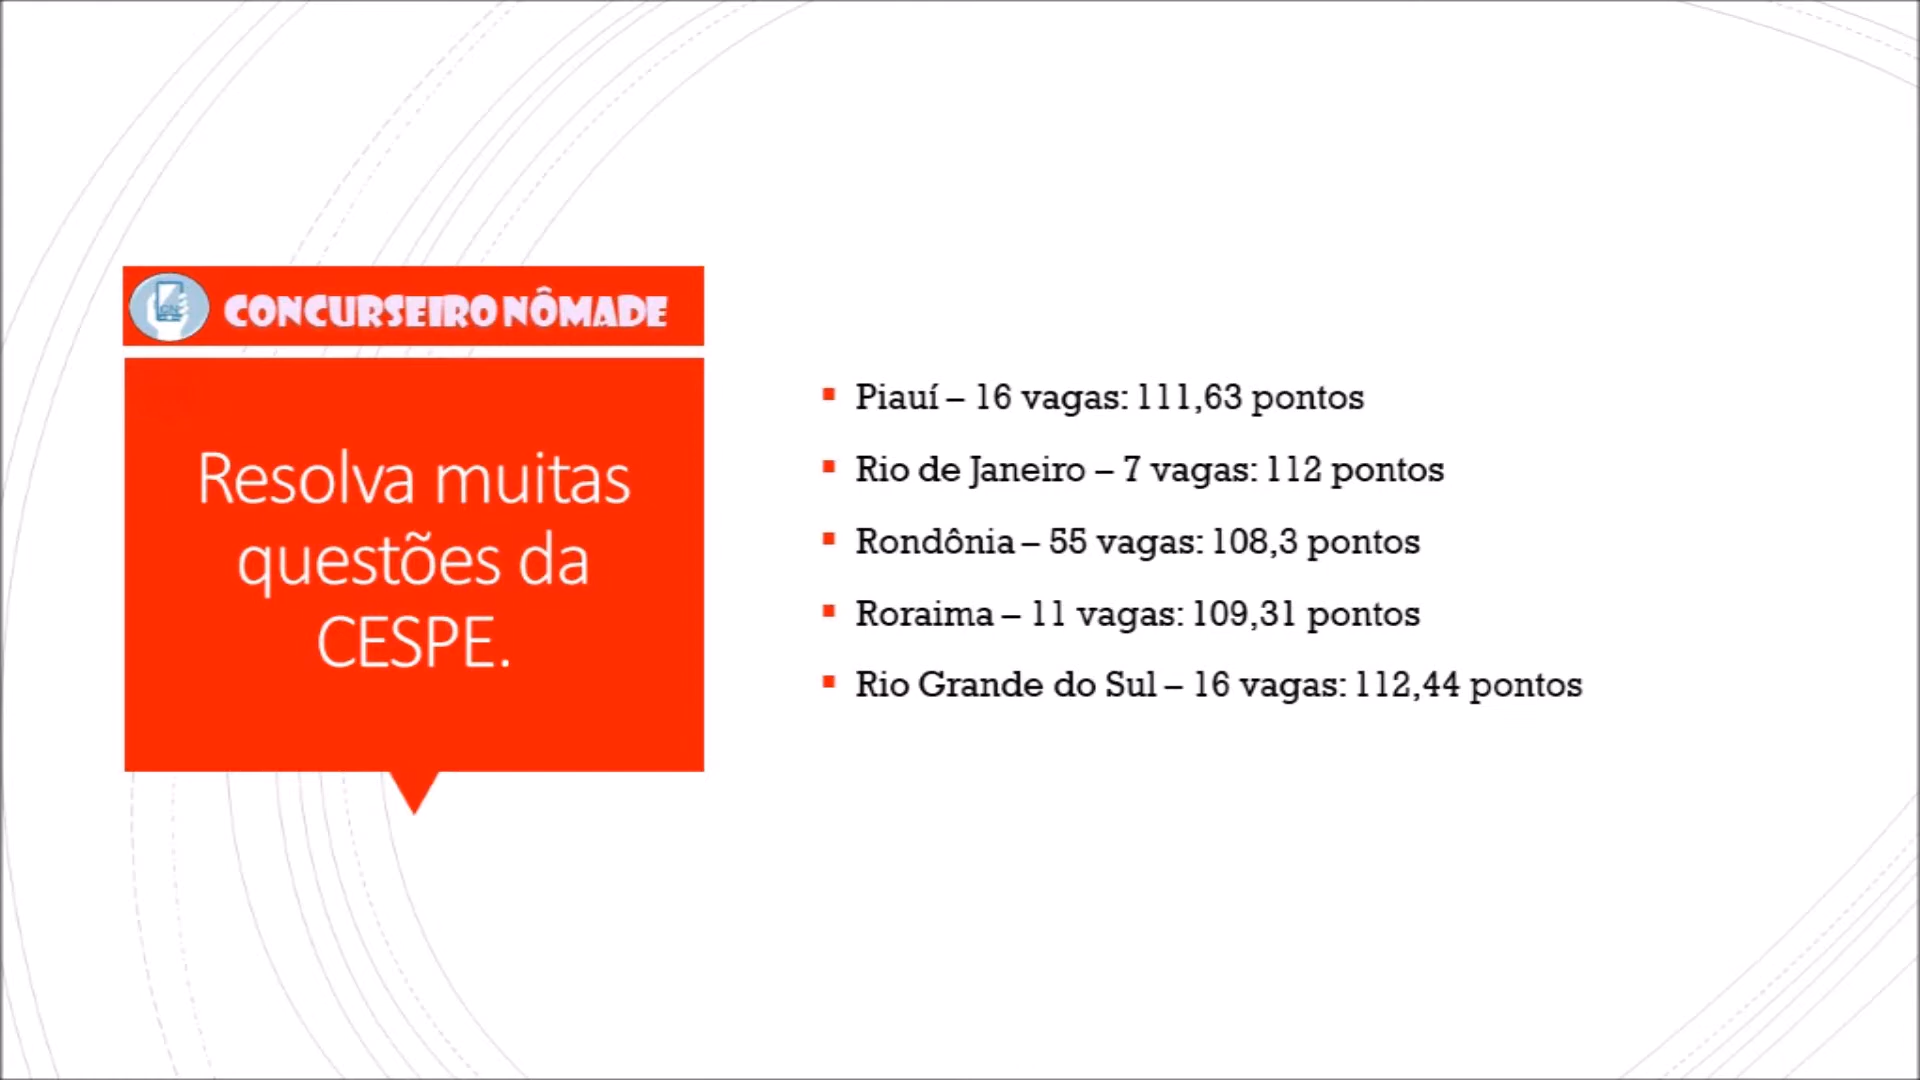 CONCURSEIRO NÔMADE
Resolva muitas
questões da
CESPE.
Piauí – 16 vagas: 111,63 pontos
Rio de Janeiro – 7 vagas: 112 pontos
Rondônia – 55 vagas: 108,3 pontos
Roraima – 11 vagas: 109,31 pontos
Rio Grande do Sul – 16 vagas: 112,44 pontos